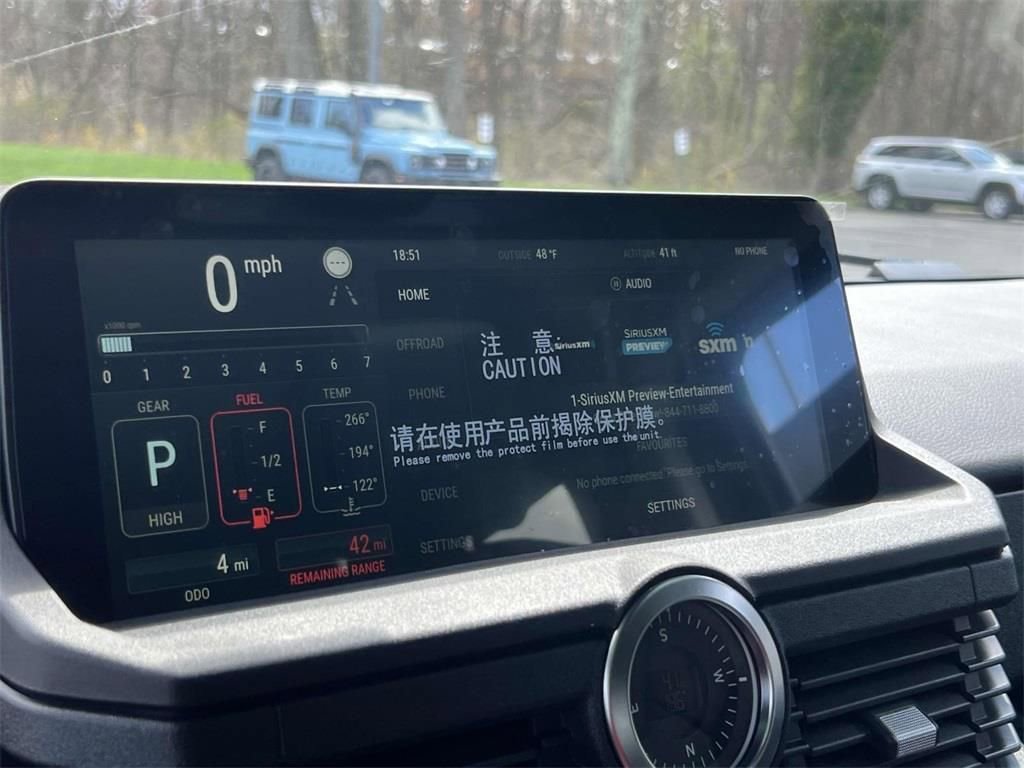 0 mph
---
18:51
OUTSIDE 48°F
ALTITUDE 41 ft
NO PHONE
x1000 rpm
0 1 2 3 4 5 6 7
GEAR
P
HIGH
FUEL
F
1/2
E
TEMP
266°
194°
122°
4 mi
ODO
42 mi
REMAINING RANGE
HOME
OFFROAD
PHONE
DEVICE
SETTINGS
AUDIO
注 意
CAUTION
SiriusXM
SIRIUSXM
PREVIEW
sxm
1-SiriusXM Preview-Entertainment
844-711-8800
请在使用产品前揭除保护膜。
Please remove the protect film before use the unit.
FAVOURITES
No phone connected. Please go to Settings
SETTINGS
S
W
E
N